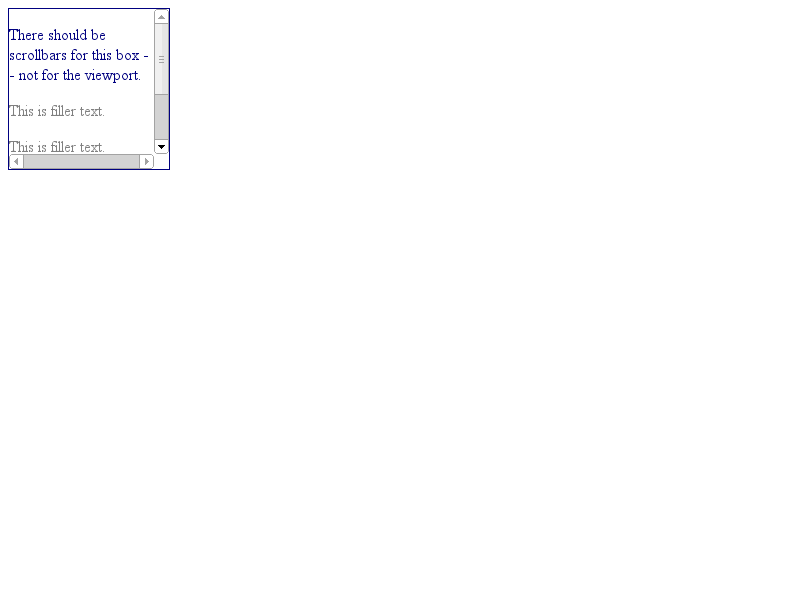 There should be
scrollbars for this box -
- not for the viewport.
This is filler text.
This is filler text.